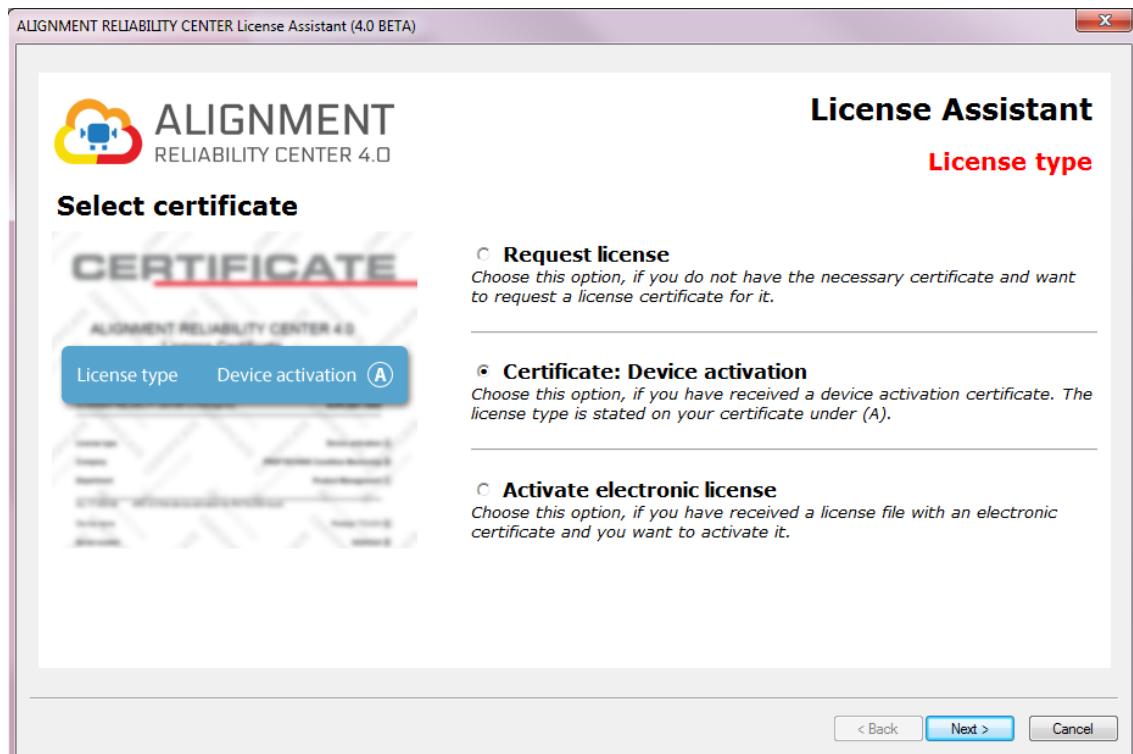 ALIGNMENT RELIABILITY CENTER License Assistant (4.0 BETA)
ALIGNMENT
RELIABILITY CENTER 4.0
License Assistant
License type
Select certificate
CERTIFICATE
ALIGNMENT RELIABILITY CENTER 4.0
License type Device activation A
Request license
Choose this option, if you do not have the necessary certificate and want
to request a license certificate for it.
Certificate: Device activation
Choose this option, if you have received a device activation certificate. The
license type is stated on your certificate under (A).
Activate electronic license
Choose this option, if you have received a license file with an electronic
certificate and you want to activate it.
< Back
Next >
Cancel